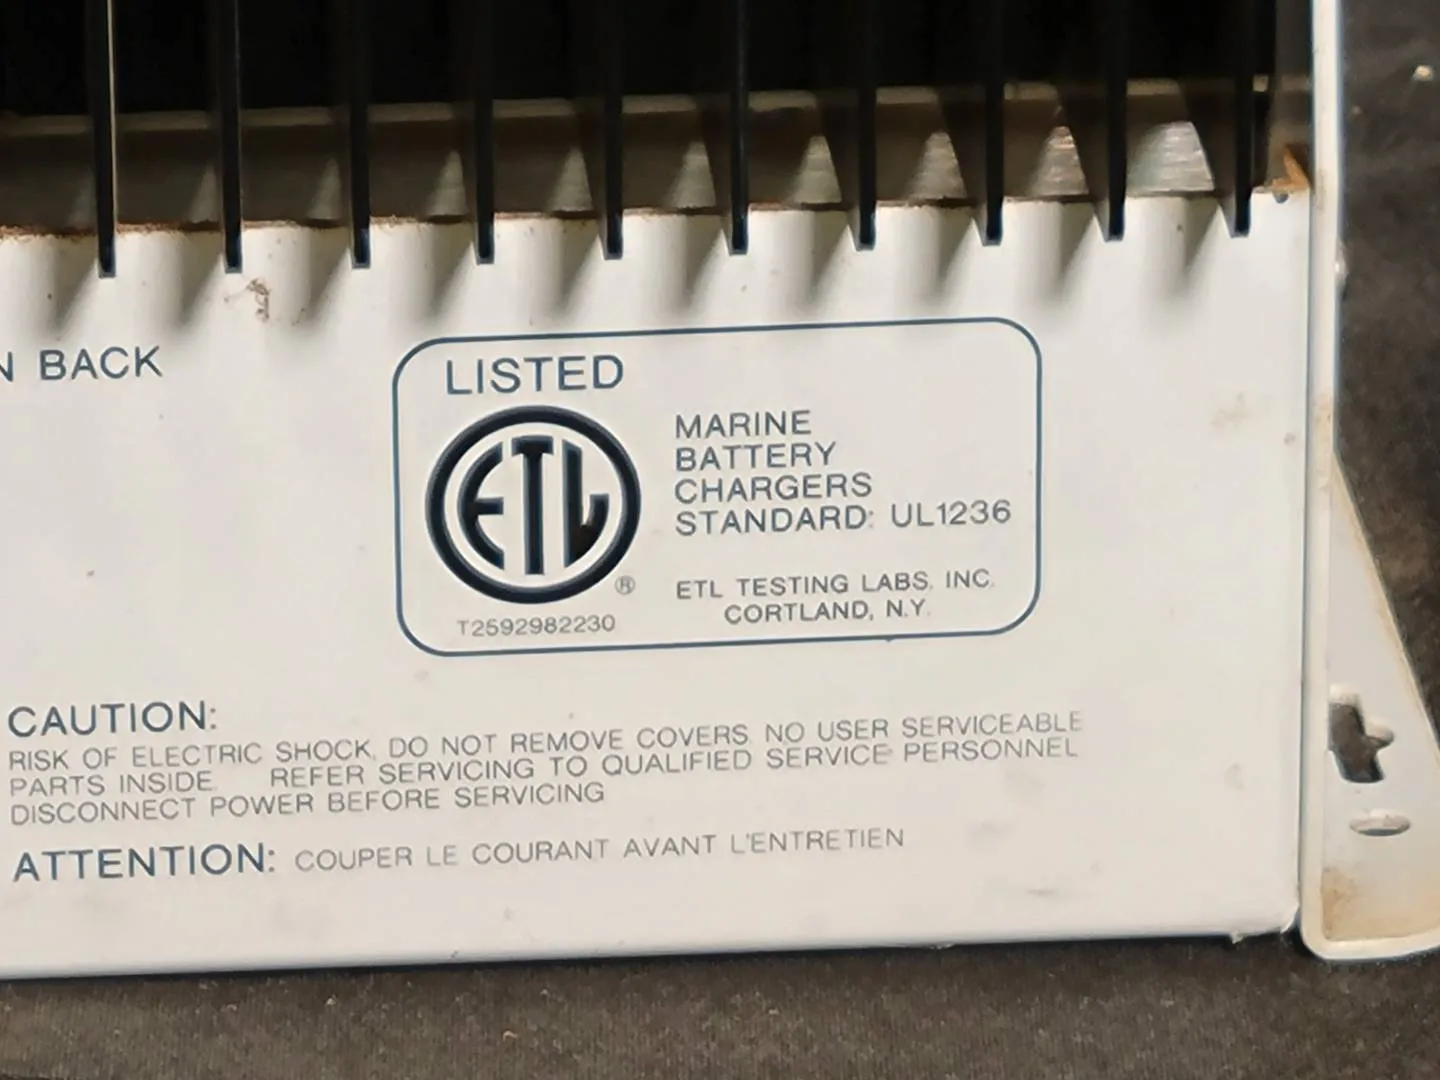 N BACK
LISTED
ETL
®
T2592982230
MARINE
BATTERY
CHARGERS
STANDARD: UL1236
ETL TESTING LABS. INC.
CORTLAND, N.Y.
CAUTION:
RISK OF ELECTRIC SHOCK. DO NOT REMOVE COVERS. NO USER SERVICEABLE
PARTS INSIDE. REFER SERVICING TO QUALIFIED SERVICE PERSONNEL
DISCONNECT POWER BEFORE SERVICING
ATTENTION: COUPER LE COURANT AVANT L'ENTRETIEN